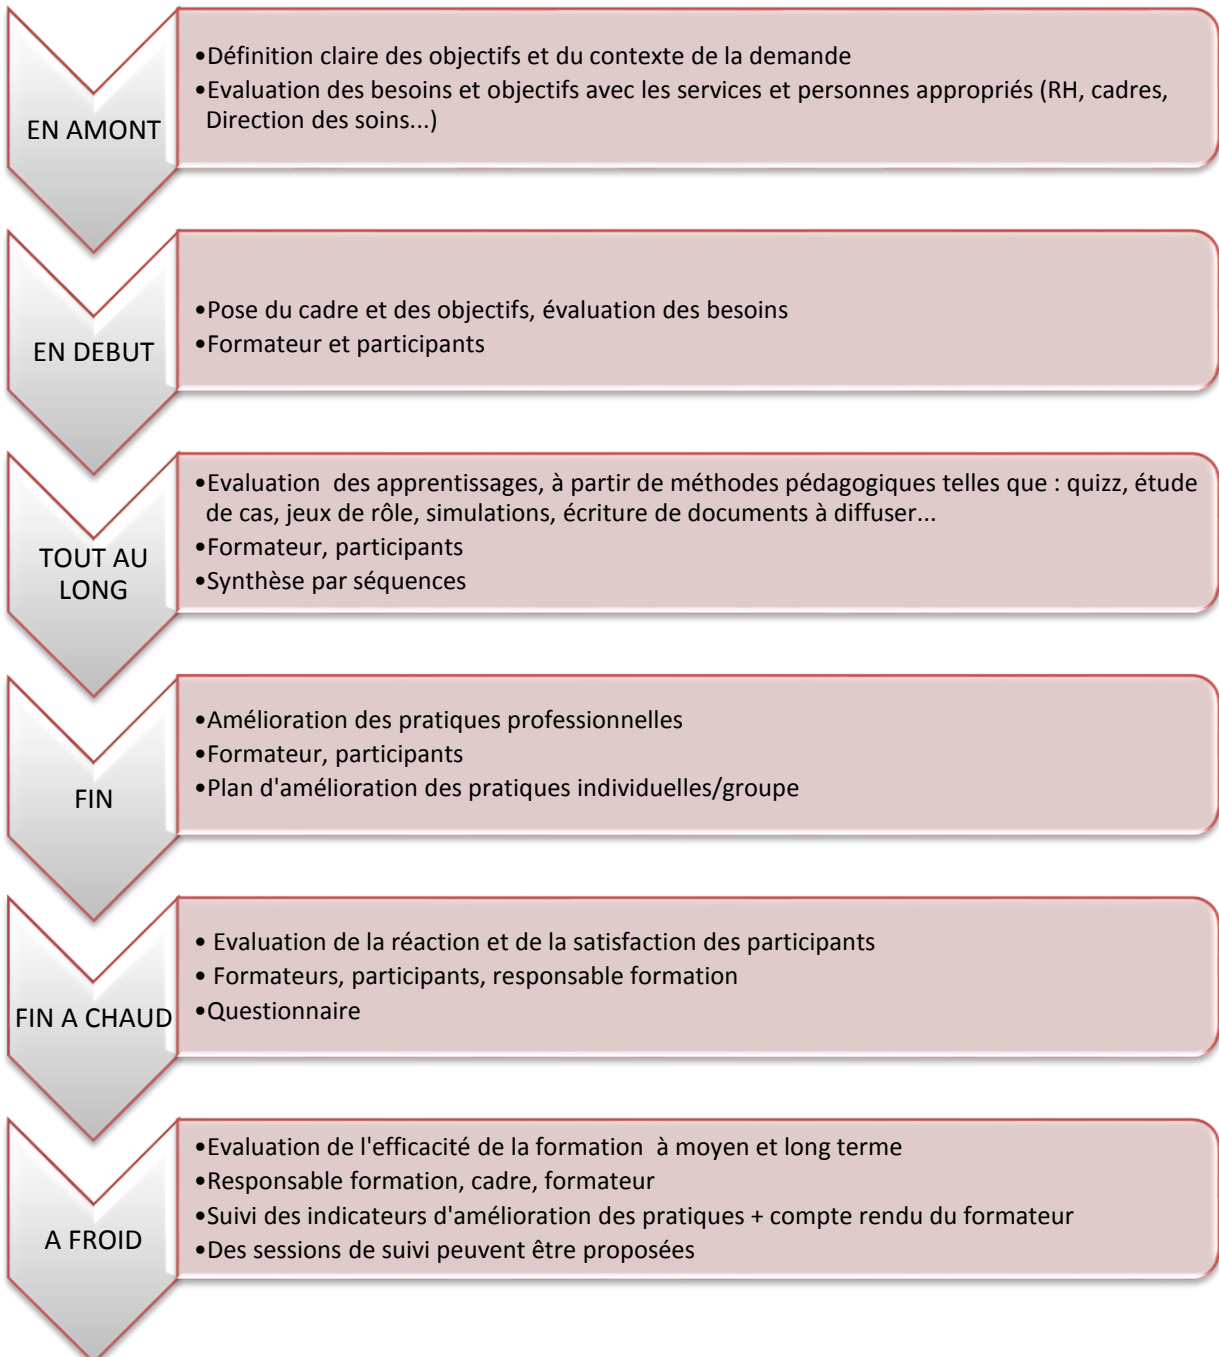 EN AMONT
•Définition claire des objectifs et du contexte de la demande
•Evaluation des besoins et objectifs avec les services et personnes appropriés (RH, cadres,
Direction des soins...)
EN DEBUT
•Pose du cadre et des objectifs, évaluation des besoins
•Formateur et participants
TOUT AU
LONG
•Evaluation  des apprentissages, à partir de méthodes pédagogiques telles que : quizz, étude
de cas, jeux de rôle, simulations, écriture de documents à diffuser...
•Formateur, participants
•Synthèse par séquences
FIN
•Amélioration des pratiques professionnelles
•Formateur, participants
•Plan d'amélioration des pratiques individuelles/groupe
FIN A CHAUD
• Evaluation de la réaction et de la satisfaction des participants
• Formateurs, participants, responsable formation
•Questionnaire
A FROID
•Evaluation de l'efficacité de la formation  à moyen et long terme
•Responsable formation, cadre, formateur
•Suivi des indicateurs d'amélioration des pratiques + compte rendu du formateur
•Des sessions de suivi peuvent être proposées